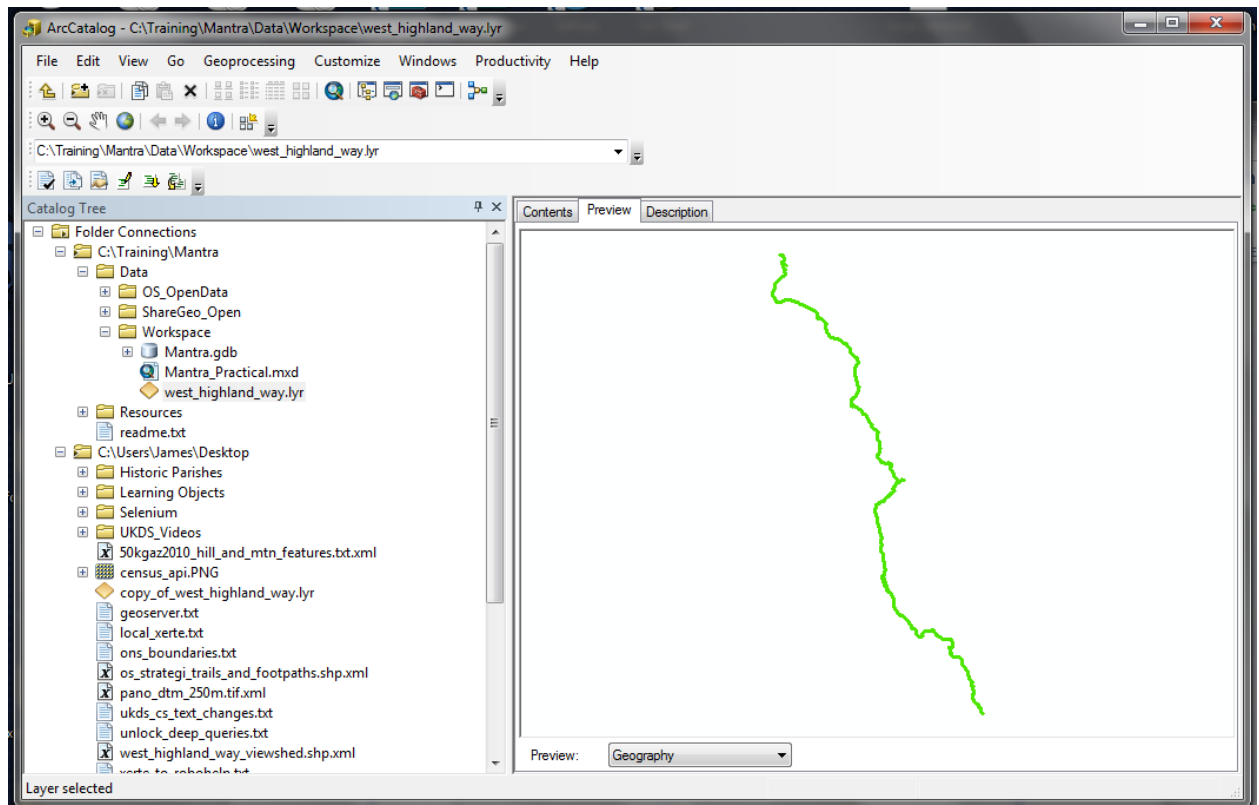 ArcCatalog - C:\Training\Mantra\Data\Workspace\west_highland_way.lyr
File Edit View Go Geoprocessing Customize Windows Productivity Help
C:\Training\Mantra\Data\Workspace\west_highland_way.lyr
Catalog Tree
Folder Connections
C:\Training\Mantra
Data
OS_OpenData
ShareGeo_Open
Workspace
Mantra.gdb
Mantra_Practical.mxd
west_highland_way.lyr
Resources
readme.txt
C:\Users\James\Desktop
Historic Parishes
Learning Objects
Selenium
UKDS_Videos
50kgaz2010_hill_and_mtn_features.txt.xml
census_api.PNG
copy_of_west_highland_way.lyr
geoserver.txt
local_xerte.txt
ons_boundaries.txt
os_strategi_trails_and_footpaths.shp.xml
pano_dtm_250m.tif.xml
ukds_cs_text_changes.txt
unlock_deep_queries.txt
west_highland_way_viewshed.shp.xml
Contents Preview Description
Preview: Geography
Layer selected